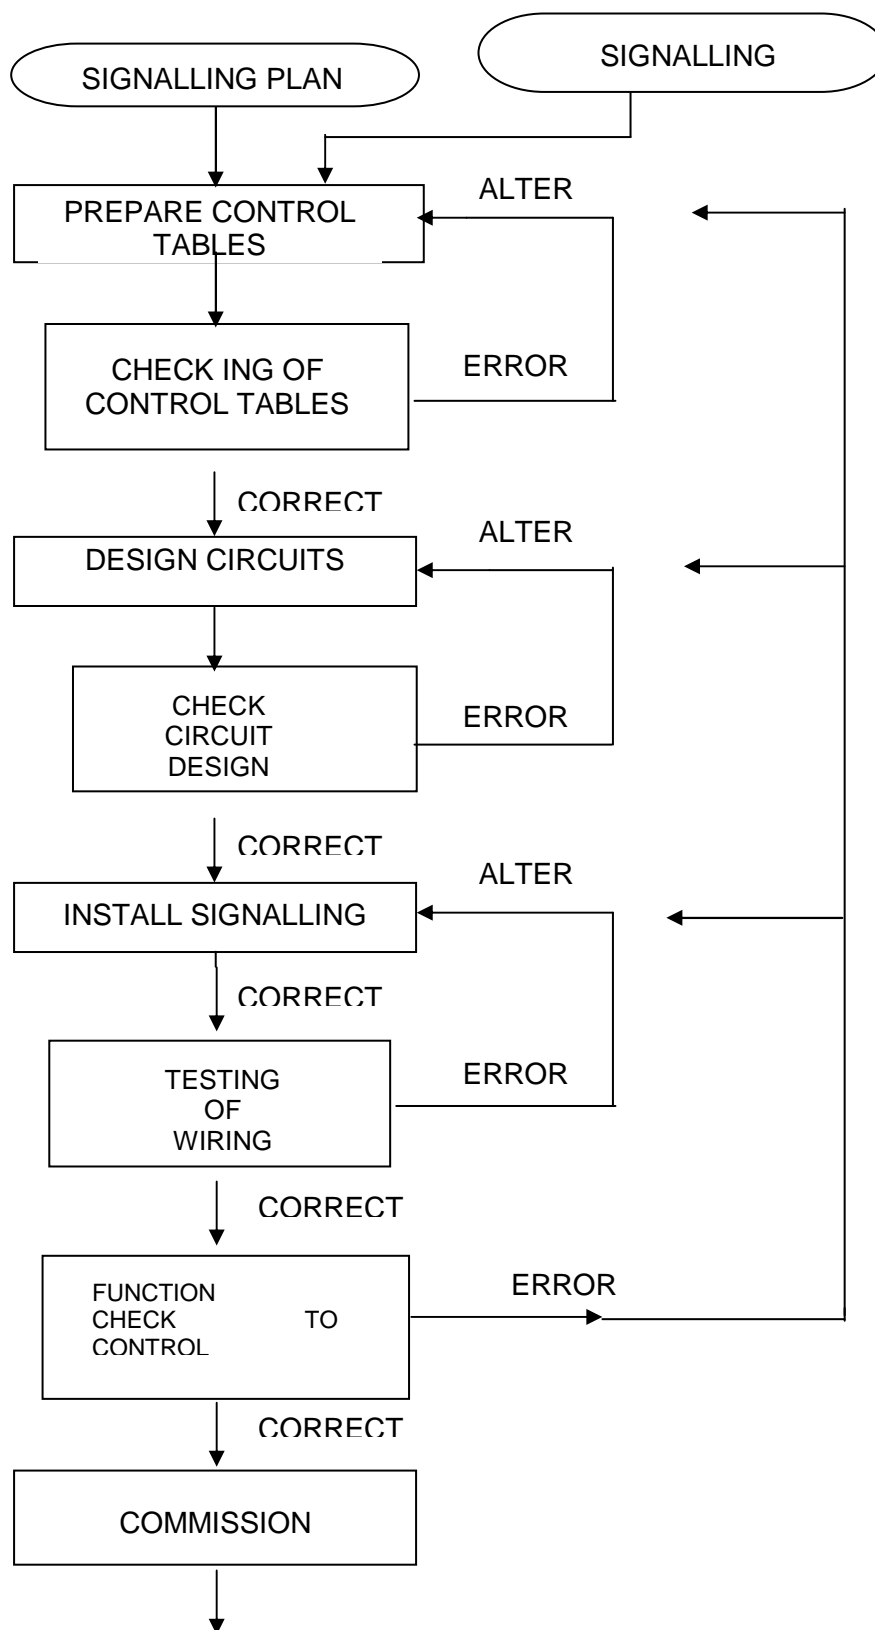 SIGNALLING PLAN
SIGNALLING
PREPARE CONTROL
TABLES
ALTER
CHECK ING OF
CONTROL TABLES
ERROR
CORRECT
DESIGN CIRCUITS
ALTER
CHECK
CIRCUIT
DESIGN
ERROR
CORRECT
INSTALL SIGNALLING
ALTER
CORRECT
TESTING
OF
WIRING
ERROR
CORRECT
FUNCTION
CHECK TO
CONTROL
ERROR
CORRECT
COMMISSION